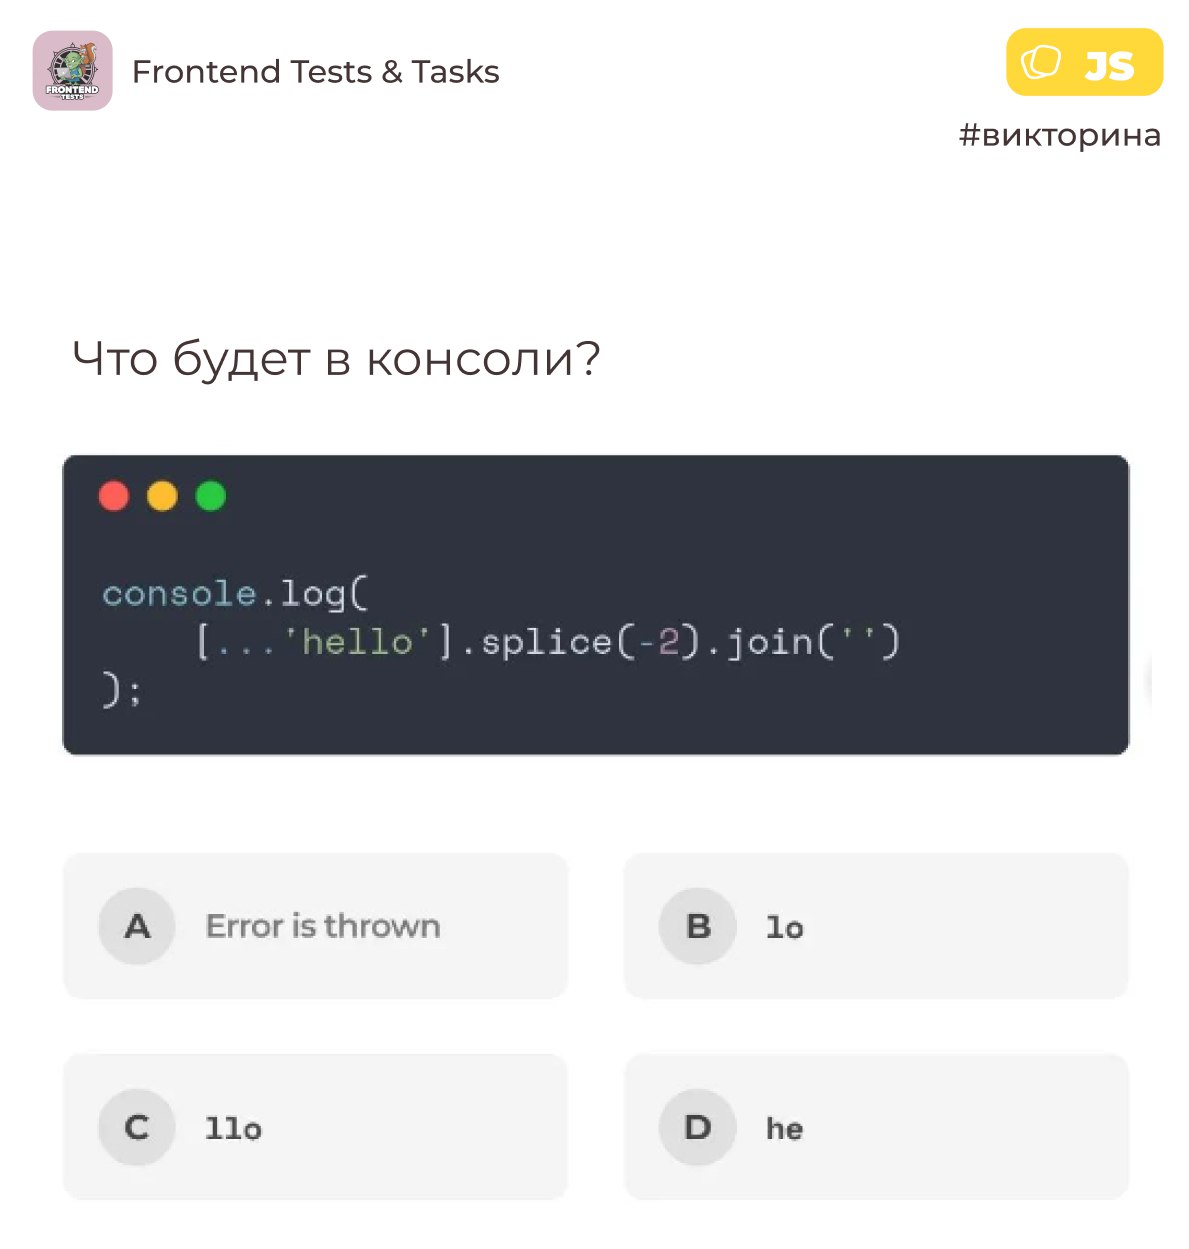 FRONTEND
TESTS
Frontend Tests & Tasks
JS
#викторина
Что будет в консоли?
console.log(
[...'hello'].splice(-2).join('')
);
A Error is thrown
B lo
C llo
D he